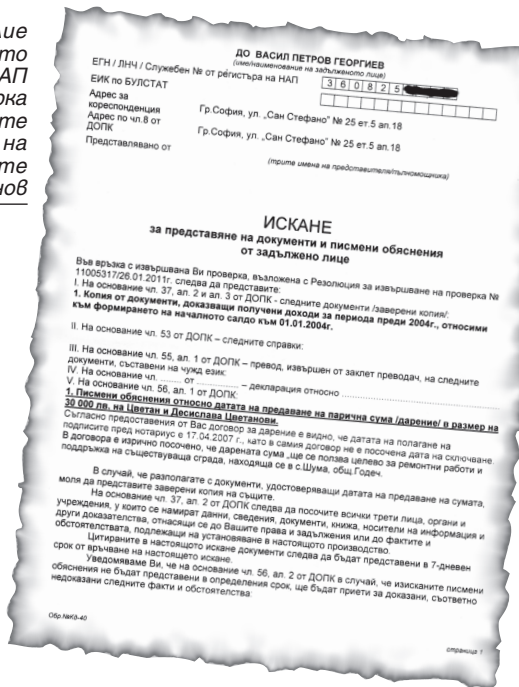 ие
то
НАП
рка
те
на
те
нов
ДО ВАСИЛ ПЕТРОВ ГЕОРГИЕВ
(име/наименование на задълженото лице)
ЕГН / ЛНЧ / Служебен № от регистъра на НАП 3 6 0 8 2 5
ЕИК по БУЛСТАТ
Адрес за
кореспонденция Гр.София, ул. „Сан Стефано" № 25 ет.5 ап.18
Адрес по чл.8 от
ДОПК Гр.София, ул. „Сан Стефано" № 25 ет.5 ап.18
Представлявано от
(трите имена на представителя/пълномощника)
ИСКАНЕ
за представяне на документи и писмени обяснения
от задължено лице
Във връзка с извършвана Ви проверка, възложена с Резолюция за извършване на проверка №
11005317/26.01.2011г. следва да представите:
I. На основание чл. 37, ал. 2 и ал. 3 от ДОПК - следните документи /заверени копия/:
1. Копия от документи, доказващи получени доходи за периода преди 2004г., относими
към формирането на началното салдо към 01.01.2004г.
II. На основание чл. 53 от ДОПК – следните справки:
III. На основание чл. 55, ал. 1 от ДОПК – превод, извършен от заклет преводач, на следните
документи, съставени на чужд език:
IV. На основание чл. ........ от .............. – декларация относно ........................
V. На основание чл. 56, ал. 1 от ДОПК:
1. Писмени обяснения относно датата на предаване на парична сума /дарение/ в размер на
30 000 лв. на Цветан и Десислава Цветанови.
Съгласно предоставения от Вас договор за дарение е видно, че датата на полагане на
подписите пред нотариус е 17.04.2007 г., като в самия договор не е посочена дата на сключване.
В договора е изрично посочено, че дарената сума „ще се ползва целево за ремонтни работи и
поддръжка на съществуваща сграда, находяща се в с.Шума, общ.Годеч.
В случай, че разполагате с документи, удостоверяващи датата на предаване на сумата,
моля да представите заверени копия на същите.
На основание чл. 37, ал. 2 от ДОПК следва да посочите всички трети лица, органи и
учреждения, у които се намират данни, сведения, документи, книжа, носители на информация и
други доказателства, отнасящи се до Вашите права и задължения или до фактите и
обстоятелствата, подлежащи на установяване в настоящото производство.
Цитираните в настоящото искане документи следва да бъдат представени в 7-дневен
срок от връчване на настоящето искане.
Уведомяваме Ви, че на основание чл. 56, ал. 2 от ДОПК в случай, че изисканите писмени
обяснения не бъдат представени в определения срок, ще бъдат приети за доказани, съответно
недоказани следните факти и обстоятелства:
Обр.№Кд-40
страница 1